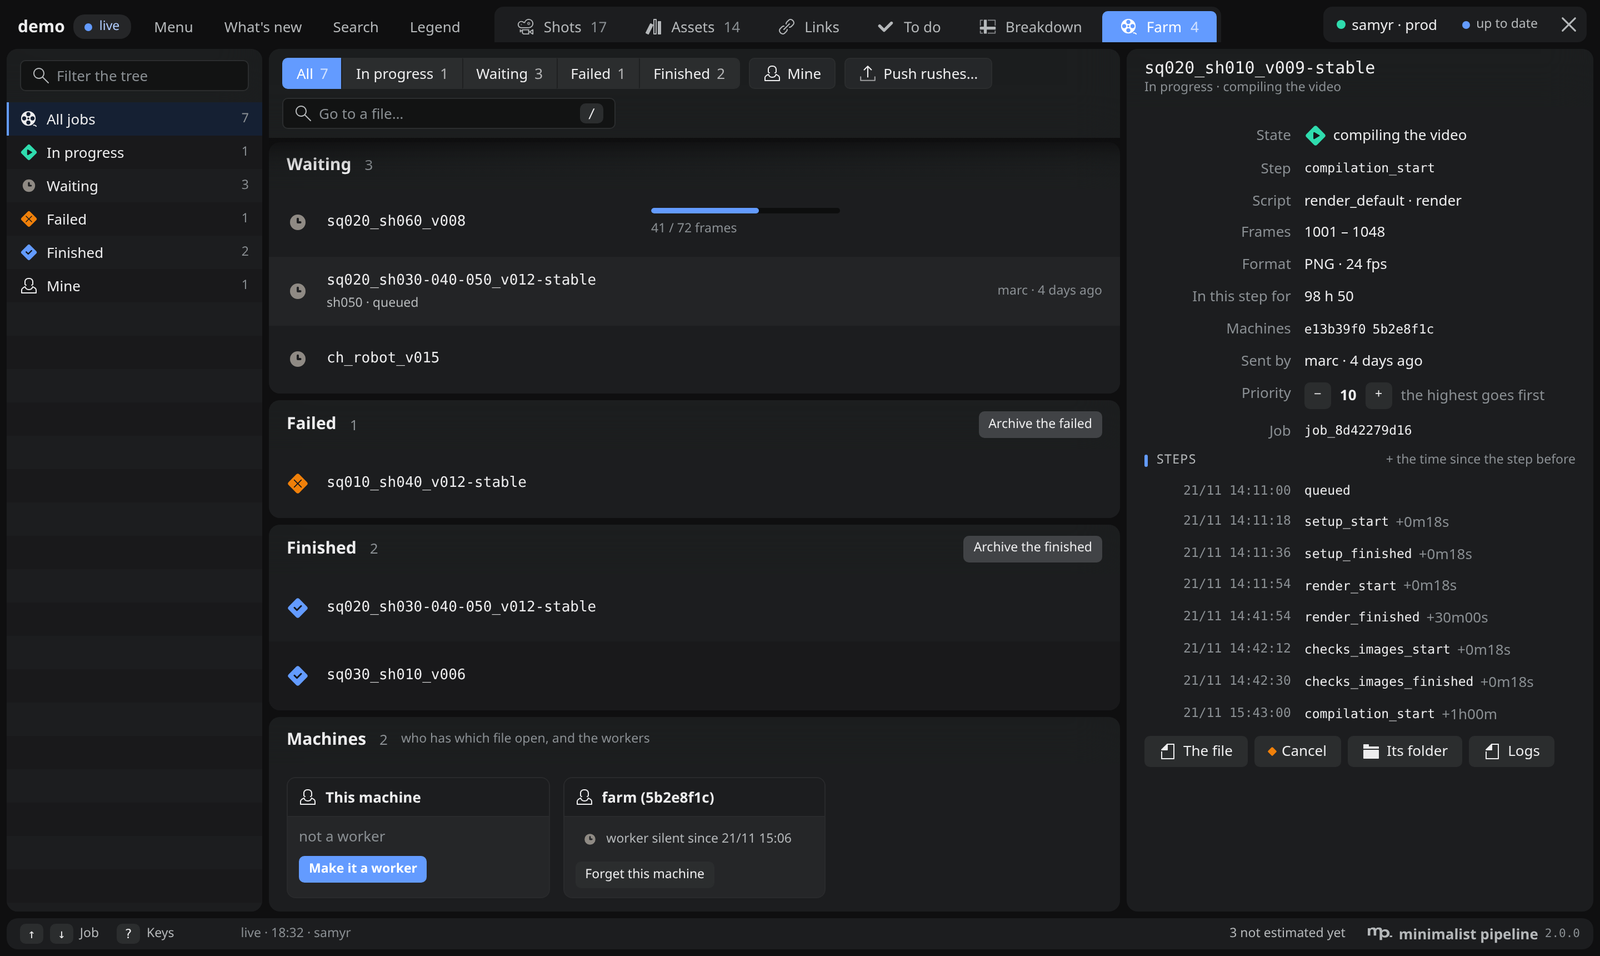 demo live Menu What's new Search Legend Shots 17 Assets 14 Links To do Breakdown Farm 4 samyr · prod up to date
Filter the tree
All jobs 7
In progress 1
Waiting 3
Failed 1
Finished 2
Mine 1
All 7 In progress 1 Waiting 3 Failed 1 Finished 2 Mine Push rushes...
Go to a file... /
Waiting 3
sq020_sh060_v008
41 / 72 frames
sq020_sh030-040-050_v012-stable
sh050 · queued
marc · 4 days ago
ch_robot_v015
Failed 1 Archive the failed
sq010_sh040_v012-stable
Finished 2 Archive the finished
sq020_sh030-040-050_v012-stable
sq030_sh010_v006
Machines 2 who has which file open, and the workers
This machine
not a worker
Make it a worker
farm (5b2e8f1c)
worker silent since 21/11 15:06
Forget this machine
sq020_sh010_v009-stable
In progress · compiling the video
State compiling the video
Step compilation_start
Script render_default · render
Frames 1001 – 1048
Format PNG · 24 fps
In this step for 98 h 50
Machines e13b39f0 5b2e8f1c
Sent by marc · 4 days ago
Priority − 10 + the highest goes first
Job job_8d42279d16
STEPS + the time since the step before
21/11 14:11:00 queued
21/11 14:11:18 setup_start +0m18s
21/11 14:11:36 setup_finished +0m18s
21/11 14:11:54 render_start +0m18s
21/11 14:41:54 render_finished +30m00s
21/11 14:42:12 checks_images_start +0m18s
21/11 14:42:30 checks_images_finished +0m18s
21/11 15:43:00 compilation_start +1h00m
The file Cancel Its folder Logs
↑ ↓ Job ? Keys live · 18:32 · samyr 3 not estimated yet mp. minimalist pipeline 2.0.0